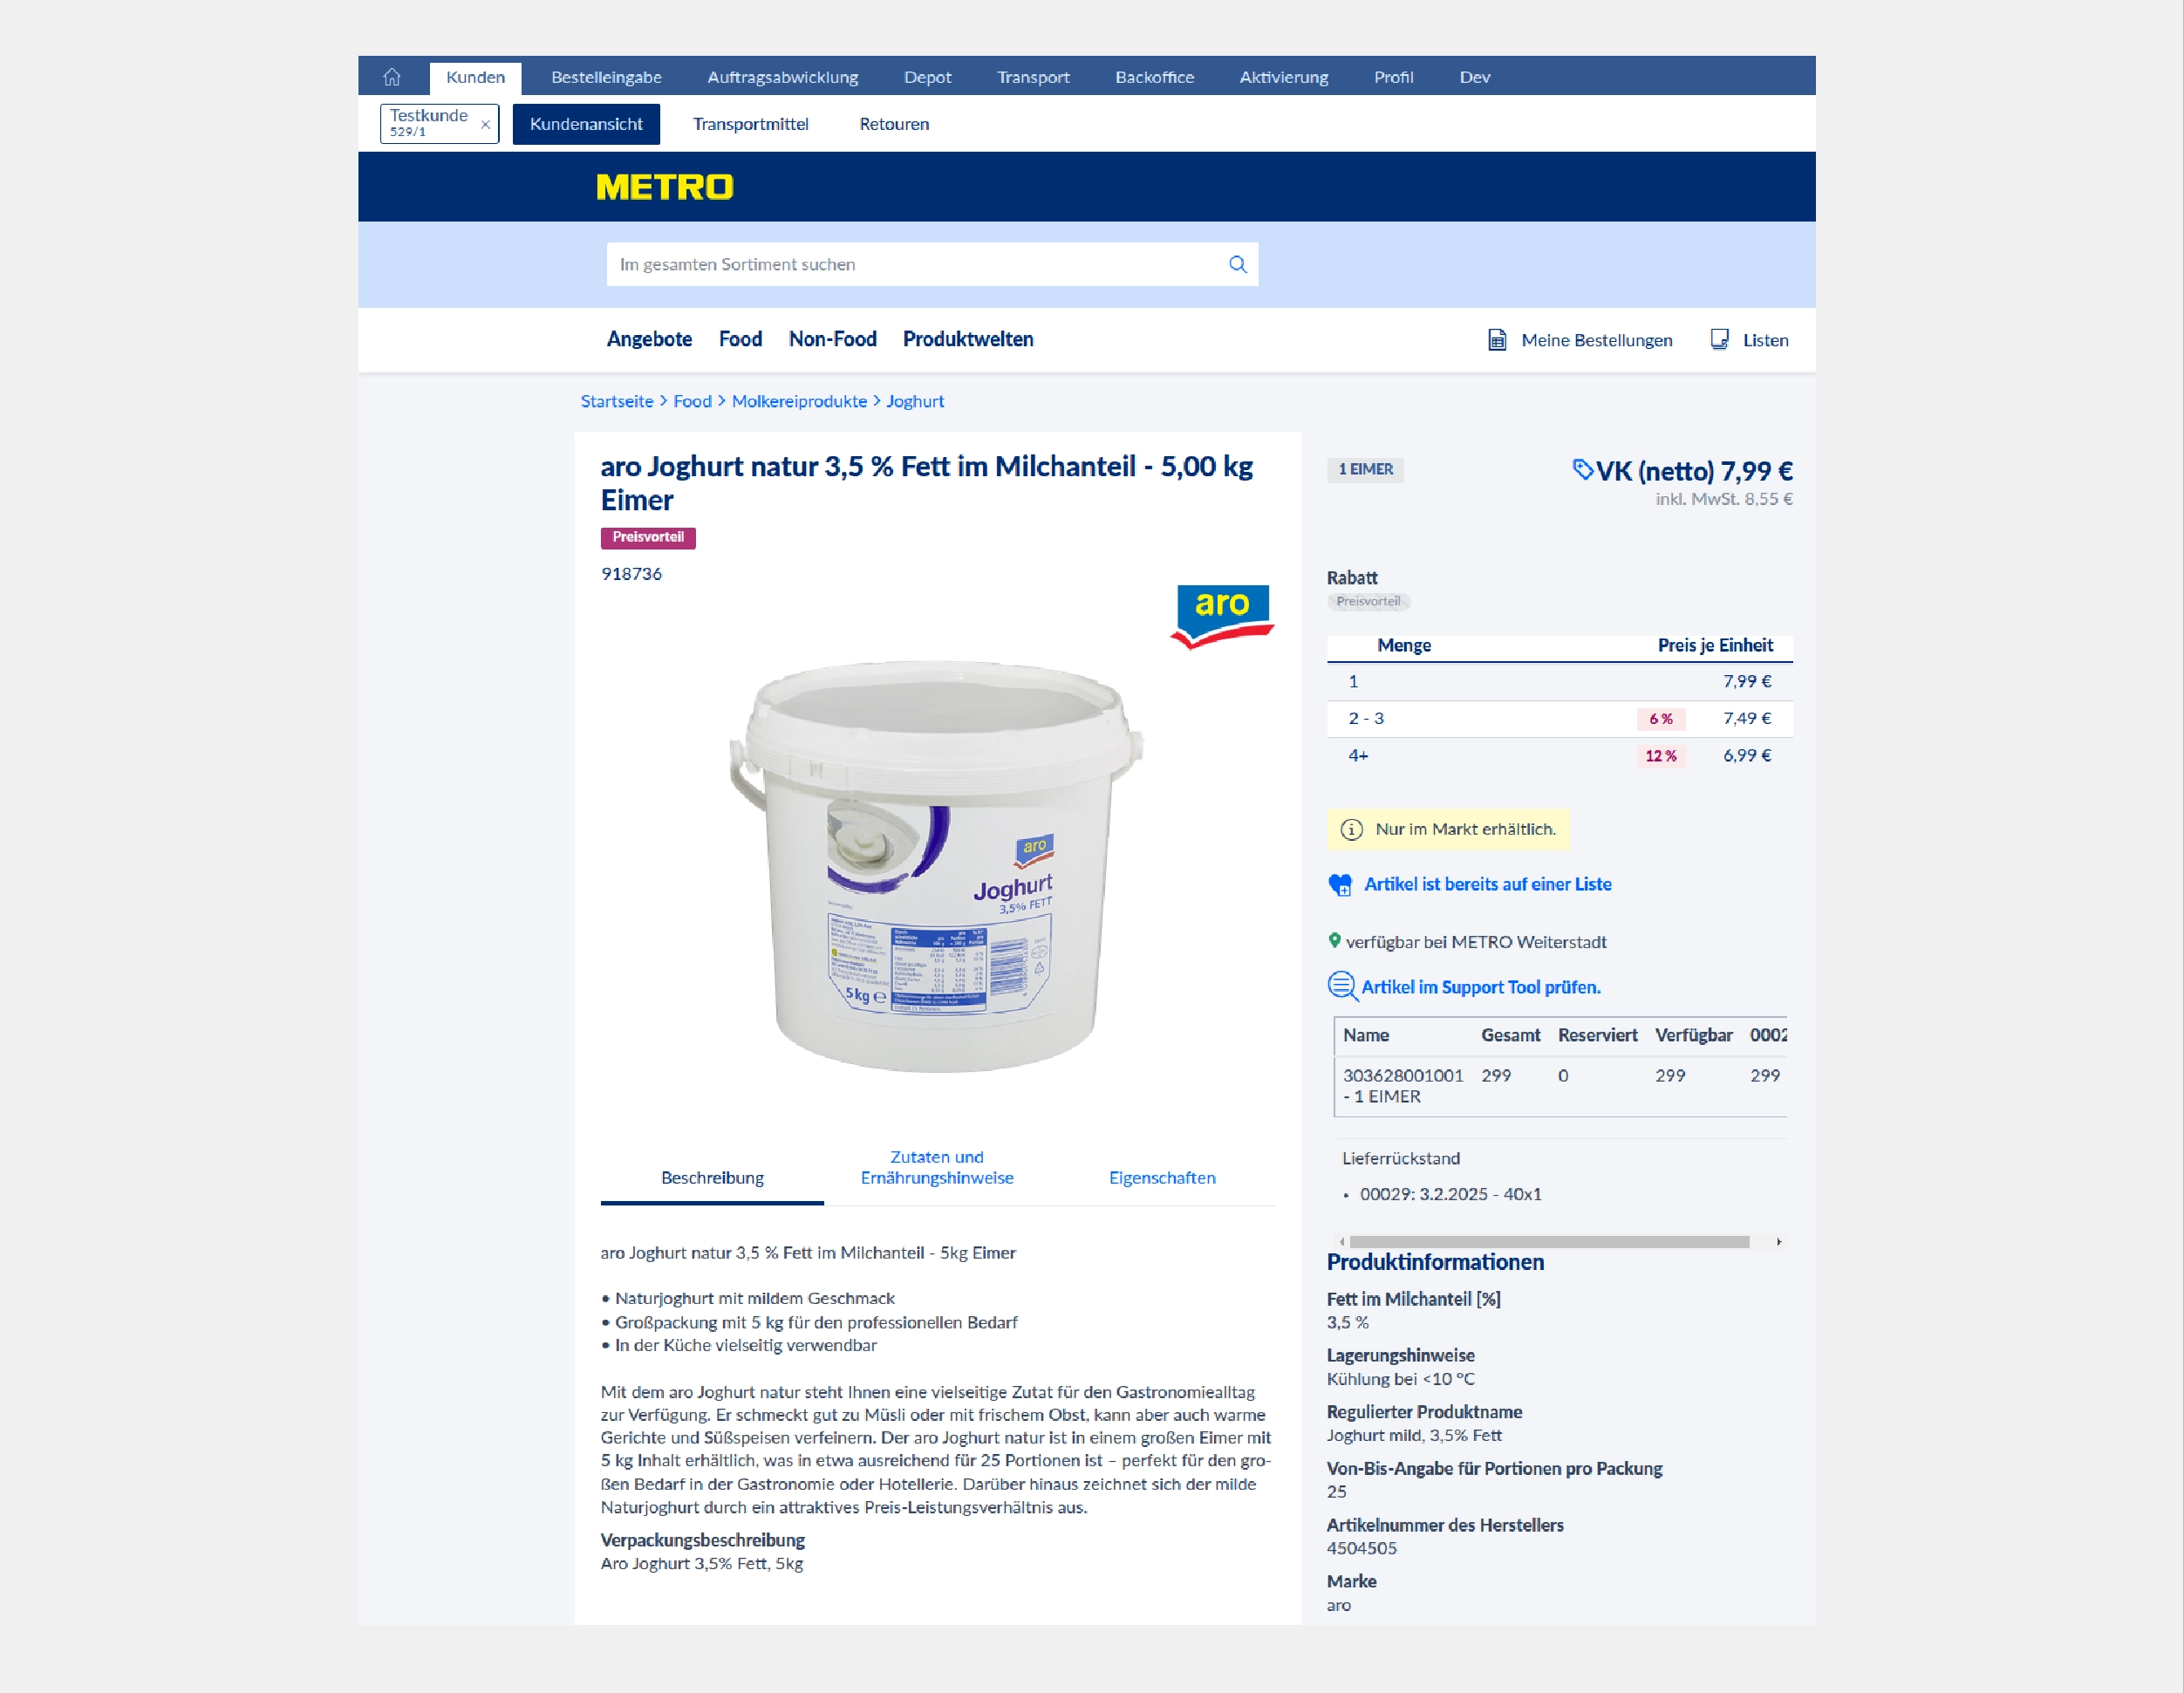 Kunden Bestelleingabe Auftragsabwicklung Depot Transport Backoffice Aktivierung Profil Dev
Testkunde
529/1
Kundenansicht Transportmittel Retouren
METRO
Im gesamten Sortiment suchen
Angebote Food Non-Food Produktwelten
Meine Bestellungen Listen
Startseite > Food > Molkereiprodukte > Joghurt
aro Joghurt natur 3,5 % Fett im Milchanteil - 5,00 kg
Eimer
Preisvorteil
918736
aro
aro
Joghurt
3,5% FETT
5 kg e
Beschreibung
Zutaten und
Ernährungshinweise
Eigenschaften
aro Joghurt natur 3,5 % Fett im Milchanteil - 5kg Eimer
• Naturjoghurt mit mildem Geschmack
• Großpackung mit 5 kg für den professionellen Bedarf
• In der Küche vielseitig verwendbar
Mit dem aro Joghurt natur steht Ihnen eine vielseitige Zutat für den Gastronomiealltag
zur Verfügung. Er schmeckt gut zu Müsli oder mit frischem Obst, kann aber auch warme
Gerichte und Süßspeisen verfeinern. Der aro Joghurt natur ist in einem großen Eimer mit
5 kg Inhalt erhältlich, was in etwa ausreichend für 25 Portionen ist – perfekt für den gro-
ßen Bedarf in der Gastronomie oder Hotellerie. Darüber hinaus zeichnet sich der milde
Naturjoghurt durch ein attraktives Preis-Leistungsverhältnis aus.
Verpackungsbeschreibung
Aro Joghurt 3,5% Fett, 5kg
1 EIMER
VK (netto) 7,99 €
inkl. MwSt. 8,55 €
Rabatt
Preisvorteil
Menge Preis je Einheit
1 7,99 €
2 - 3 6 % 7,49 €
4+ 12 % 6,99 €
Nur im Markt erhältlich.
Artikel ist bereits auf einer Liste
verfügbar bei METRO Weiterstadt
Artikel im Support Tool prüfen.
Name Gesamt Reserviert Verfügbar 0002
303628001001 299 0 299 299
- 1 EIMER
Lieferrückstand
• 00029: 3.2.2025 - 40x1
Produktinformationen
Fett im Milchanteil [%]
3,5 %
Lagerungshinweise
Kühlung bei <10 °C
Regulierter Produktname
Joghurt mild, 3,5% Fett
Von-Bis-Angabe für Portionen pro Packung
25
Artikelnummer des Herstellers
4504505
Marke
aro